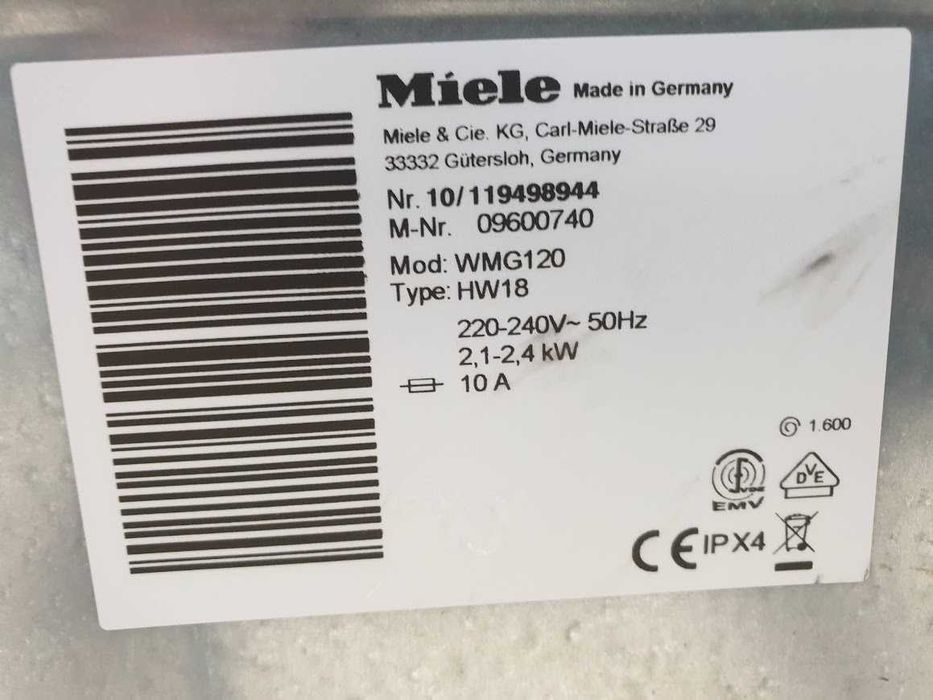 Miele Made in Germany
Miele & Cie. KG, Carl-Miele-Straße 29
33332 Gütersloh, Germany
Nr. 10/119498944
M-Nr. 09600740
Mod: WMG120
Type: HW18
220-240V~ 50Hz
2,1-2,4 kW
10 A
1.600
VDE
DVE
EMV
CE IPX4